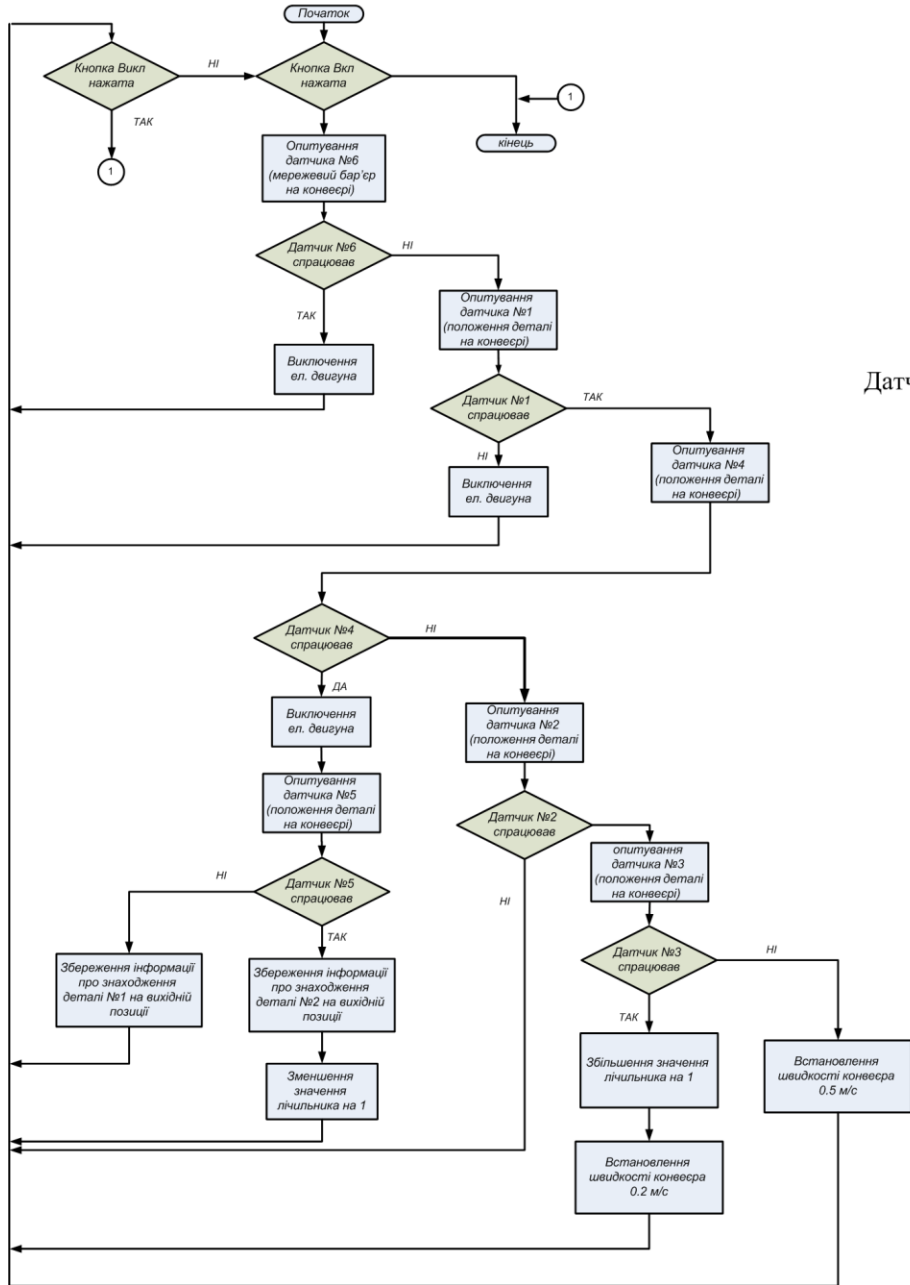 Початок
Кнопка Викл
нажата
НІ
Кнопка Вкл
нажата
1
ТАК
кінець
1
Опитування
датчика №6
(мережевий бар'єр
на конвеєрі)
Датчик №6
спрацював
НІ
ТАК
Опитування
датчика №1
(положення деталі
на конвеєрі)
Виключення
ел. двигуна
Датч
Датчик №1
спрацював
ТАК
НІ
Опитування
датчика №4
(положення деталі
на конвеєрі)
Виключення
ел. двигуна
Датчик №4
спрацював
НІ
ДА
Виключення
ел. двигуна
Опитування
датчика №2
(положення деталі
на конвеєрі)
Опитування
датчика №5
(положення деталі
на конвеєрі)
Датчик №2
спрацював
опитування
датчика №3
(положення деталі
на конвеєрі)
НІ
Датчик №5
спрацював
НІ
ТАК
Датчик №3
спрацював
НІ
Збереження інформації
про знаходження
деталі №1 на вихідній
позиції
Збереження інформації
про знаходження
деталі №2 на вихідній
позиції
ТАК
Збільшення значення
лічильника на 1
Встановлення
швидкості конвеєра
0.5 м/с
Зменшення
значення
лічильника на 1
Встановлення
швидкості конвеєра
0.2 м/с